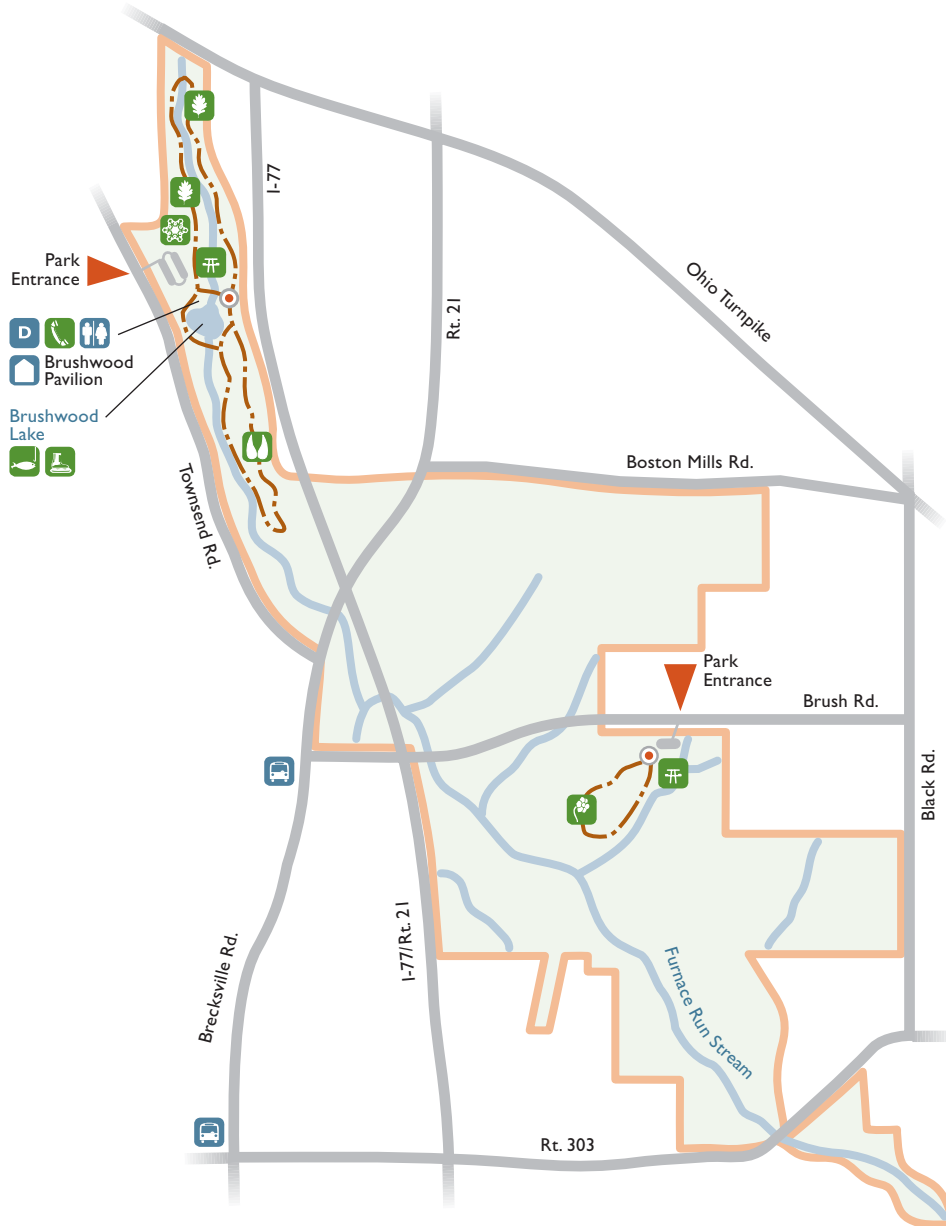 I-77
Park
Entrance
Rt. 21
Ohio Turnpike
D
Brushwood
Pavilion
Brushwood
Lake
Boston Mills Rd.
Townsend Rd.
Park
Entrance
Brush Rd.
Black Rd.
I-77/Rt. 21
Brecksville Rd.
Furnace Run Stream
Rt. 303